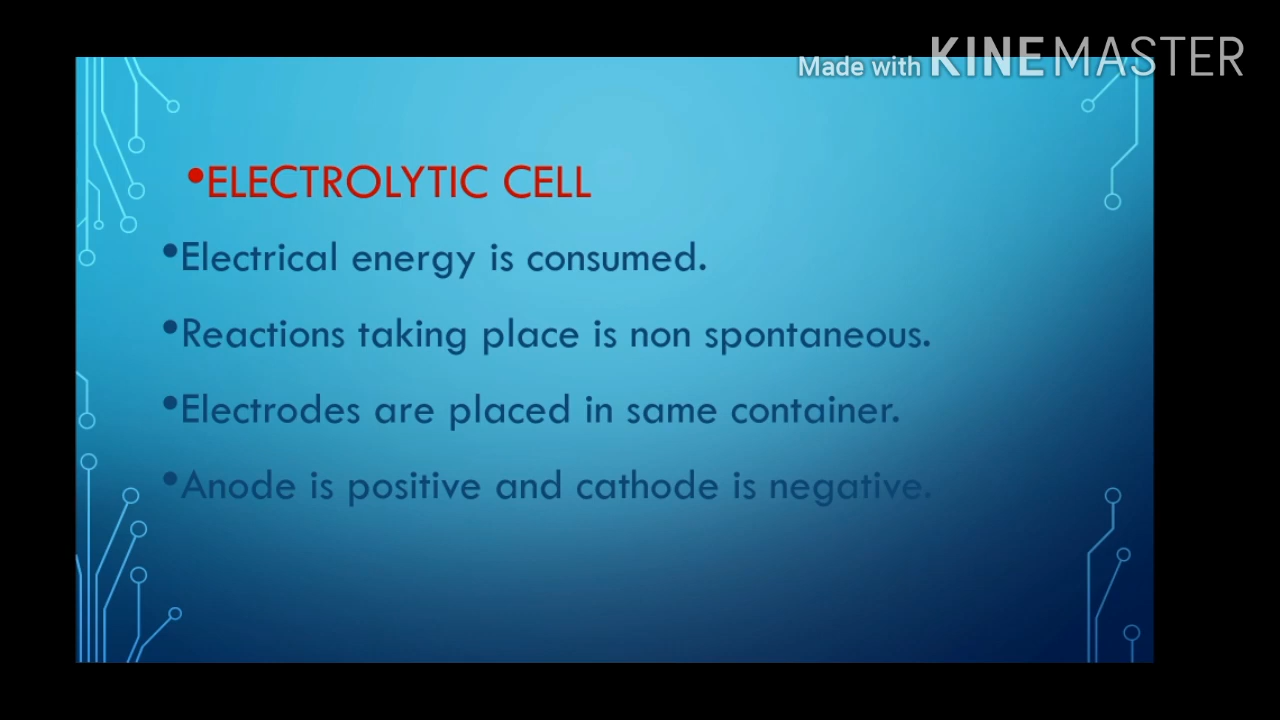 Made with KINEMASTER
•ELECTROLYTIC CELL
•Electrical energy is consumed.
•Reactions taking place is non spontaneous.
•Electrodes are placed in same container.
•Anode is positive and cathode is negative.